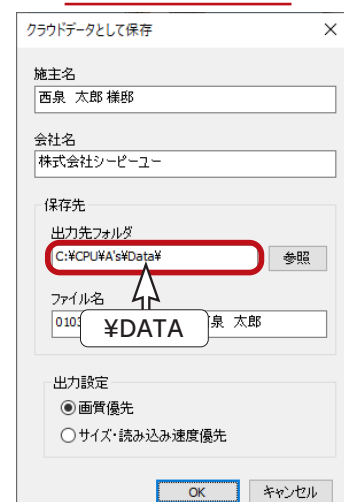 クラウドデータとして保存
施主名
西泉 太郎 様邸
会社名
株式会社シーピーユー
保存先
出力先フォルダ
C:¥CPU¥A's¥Data¥
参照
ファイル名
010 泉 太郎
¥DATA
出力設定
画質優先
サイズ・読み込み速度優先
OK
キャンセル